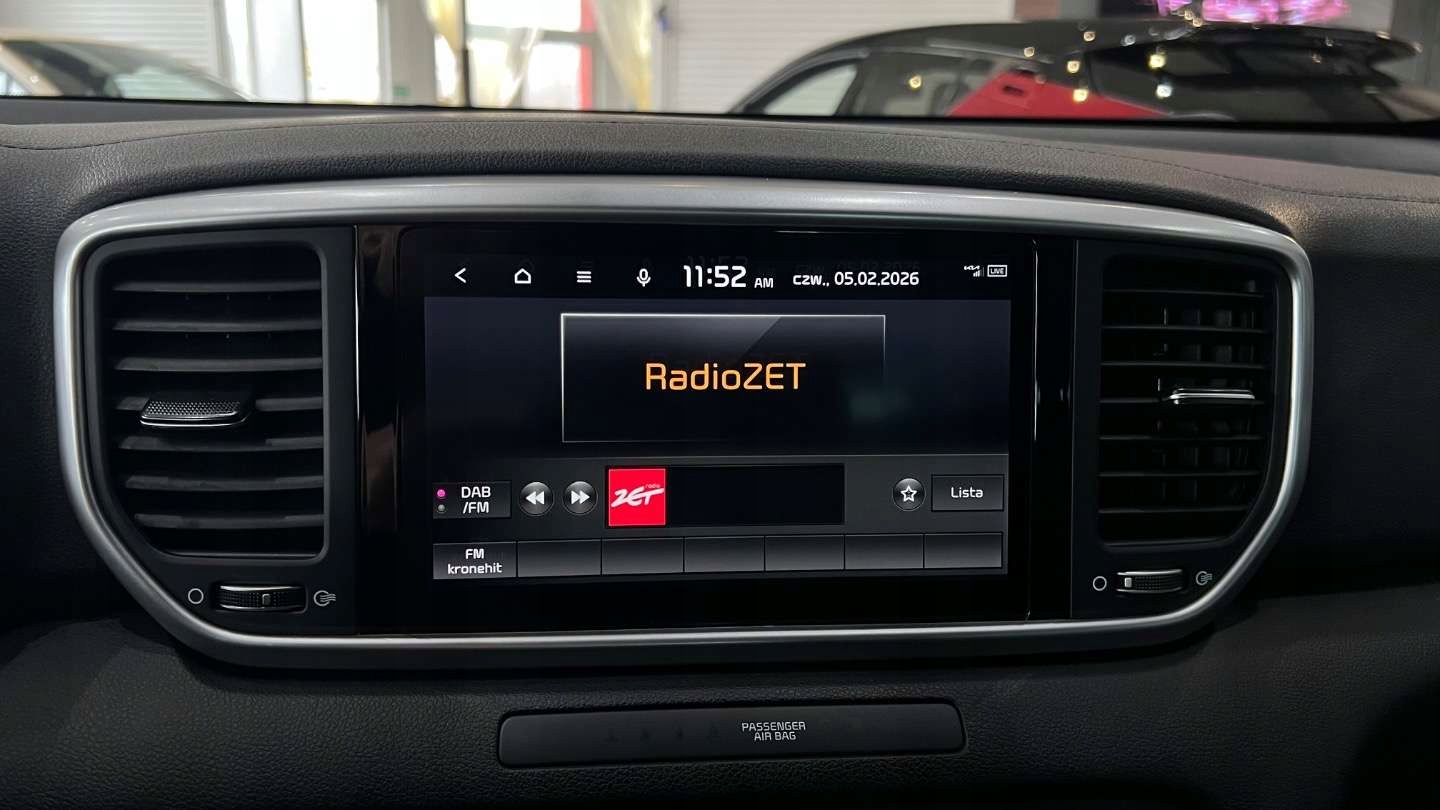 11:52 AM czw., 05.02.2026
LIVE
RadioZET
DAB
/FM
radio
ZET
Lista
FM
kronehit
PASSENGER
AIR BAG